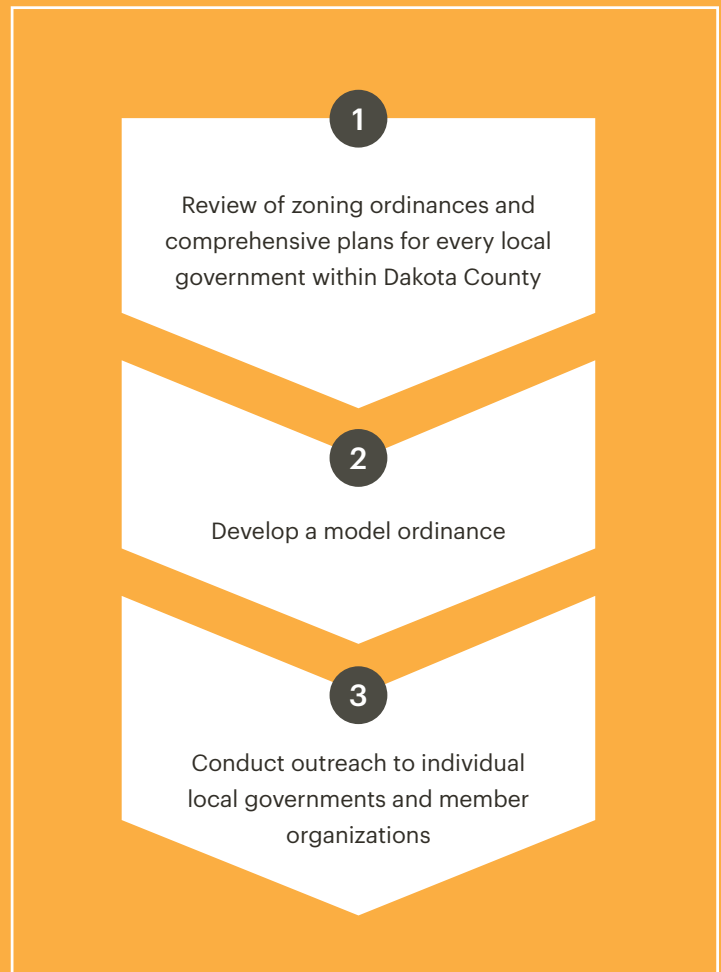 1
Review of zoning ordinances and
comprehensive plans for every local
government within Dakota County
2
Develop a model ordinance
3
Conduct outreach to individual
local governments and member
organizations